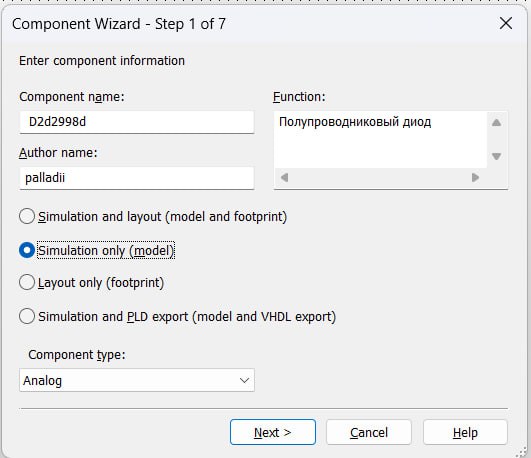 Component Wizard - Step 1 of 7
Enter component information
Component name:
D2d2998d
Function:
Полупроводниковый диод
Author name:
palladii
Simulation and layout (model and footprint)
Simulation only (model)
Layout only (footprint)
Simulation and PLD export (model and VHDL export)
Component type:
Analog
Next >
Cancel
Help